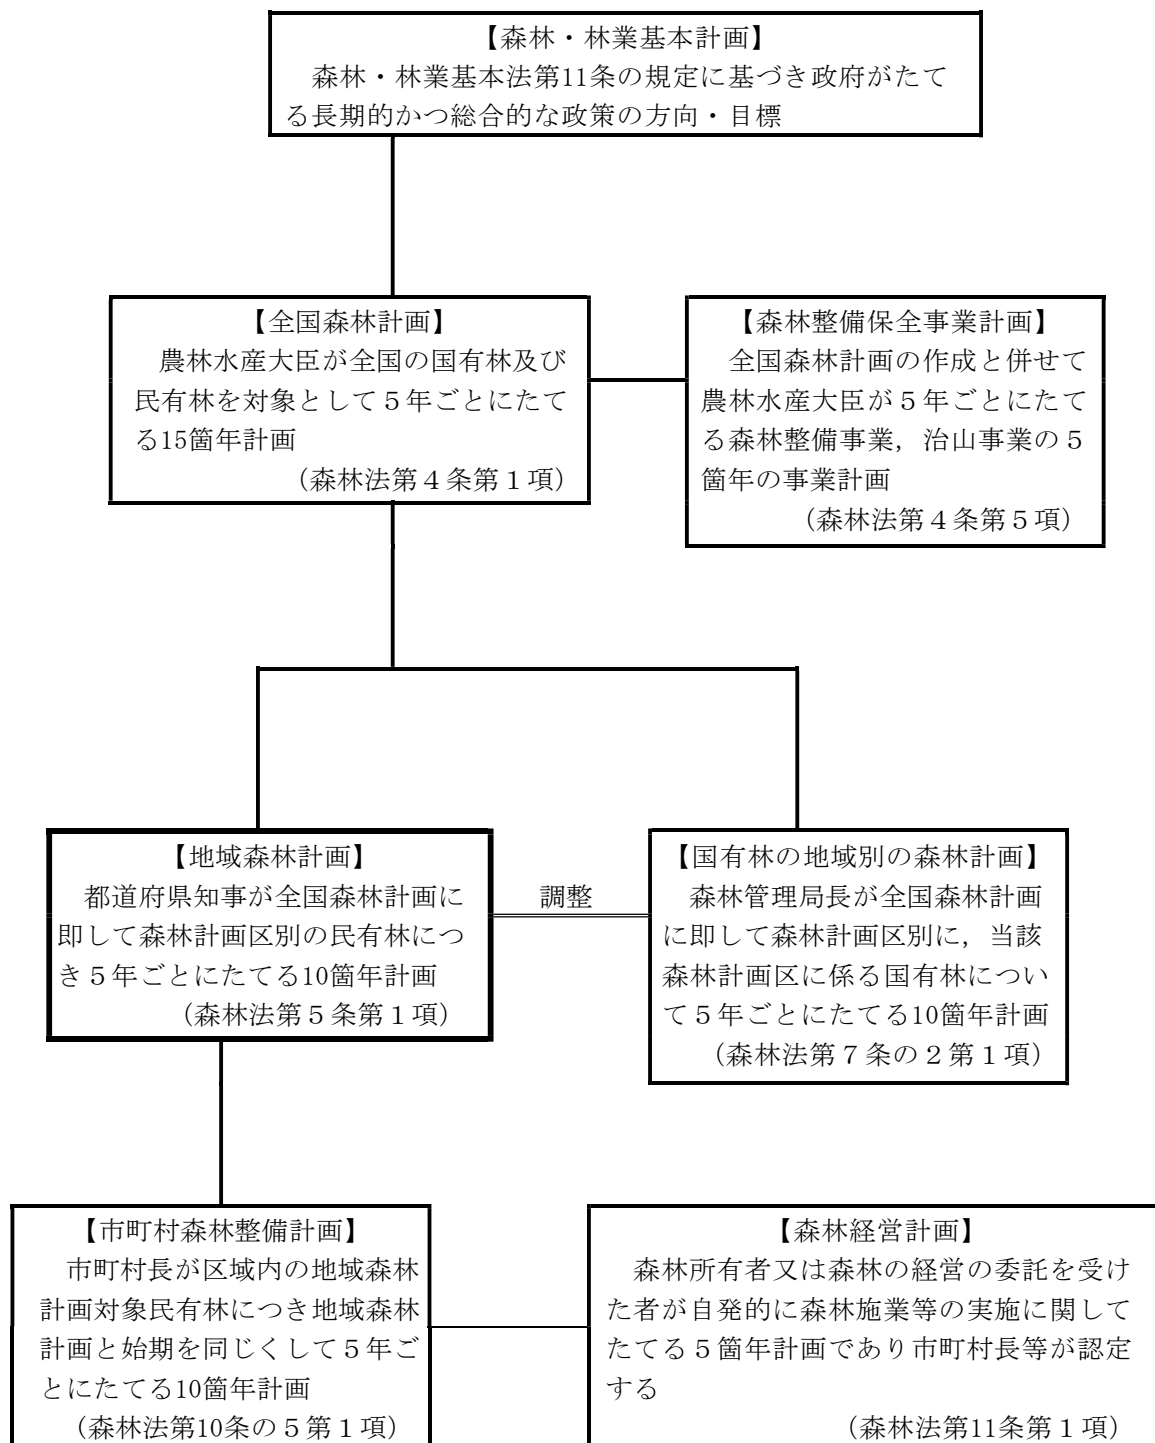 【森林・林業基本計画】
森林・林業基本法第11条の規定に基づき政府がたて
る長期的かつ総合的な政策の方向・目標
【全国森林計画】
農林水産大臣が全国の国有林及び
民有林を対象として５年ごとにたて
る15箇年計画
（森林法第４条第１項）
【森林整備保全事業計画】
全国森林計画の作成と併せて
農林水産大臣が５年ごとにたて
る森林整備事業，治山事業の５
箇年の事業計画
（森林法第４条第５項）
【地域森林計画】
都道府県知事が全国森林計画に
即して森林計画区別の民有林につ
き５年ごとにたてる10箇年計画
（森林法第５条第１項）
調整
【国有林の地域別の森林計画】
森林管理局長が全国森林計画
に即して森林計画区別に，当該
森林計画区に係る国有林につい
て５年ごとにたてる10箇年計画
（森林法第７条の２第１項）
【市町村森林整備計画】
市町村長が区域内の地域森林
計画対象民有林につき地域森林
計画と始期を同じくして５年ご
とにたてる10箇年計画
（森林法第10条の５第１項）
【森林経営計画】
森林所有者又は森林の経営の委託を受け
た者が自発的に森林施業等の実施に関して
たてる５箇年計画であり市町村長等が認定
する
（森林法第11条第１項）